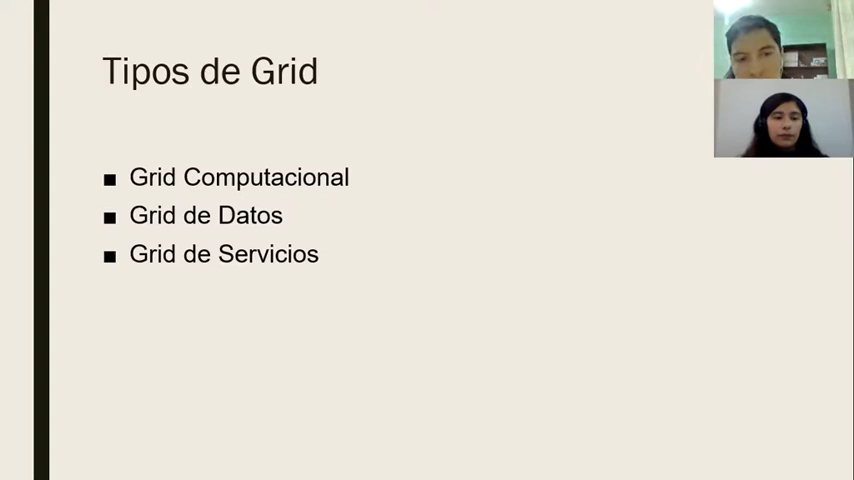 Tipos de Grid
■ Grid Computacional
■ Grid de Datos
■ Grid de Servicios